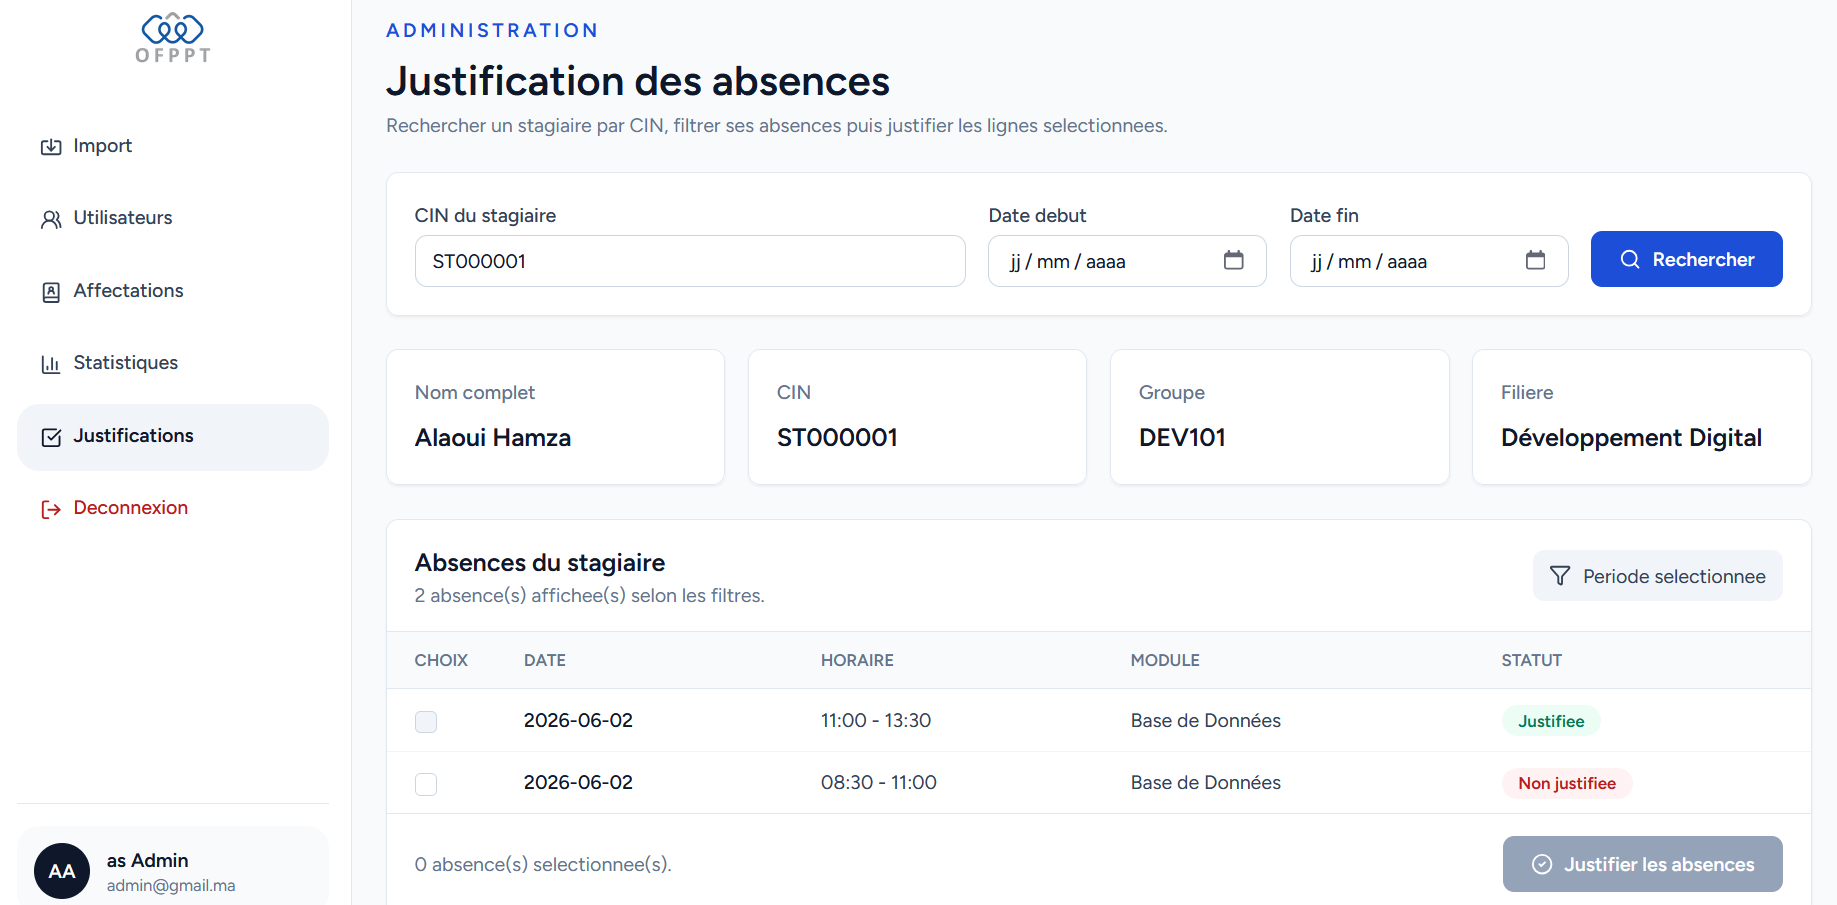 OFPPT
Import
Utilisateurs
Affectations
Statistiques
Justifications
Deconnexion
AA
as Admin
admin@gmail.ma
ADMINISTRATION
Justification des absences
Rechercher un stagiaire par CIN, filtrer ses absences puis justifier les lignes selectionnees.
CIN du stagiaire
ST000001
Date debut
jj / mm / aaaa
Date fin
jj / mm / aaaa
Rechercher
Nom complet
Alaoui Hamza
CIN
ST000001
Groupe
DEV101
Filiere
Développement Digital
Absences du stagiaire
2 absence(s) affichee(s) selon les filtres.
Periode selectionnee
CHOIX DATE HORAIRE MODULE STATUT
2026-06-02 11:00 - 13:30 Base de Données Justifiee
2026-06-02 08:30 - 11:00 Base de Données Non justifiee
0 absence(s) selectionnee(s).
Justifier les absences